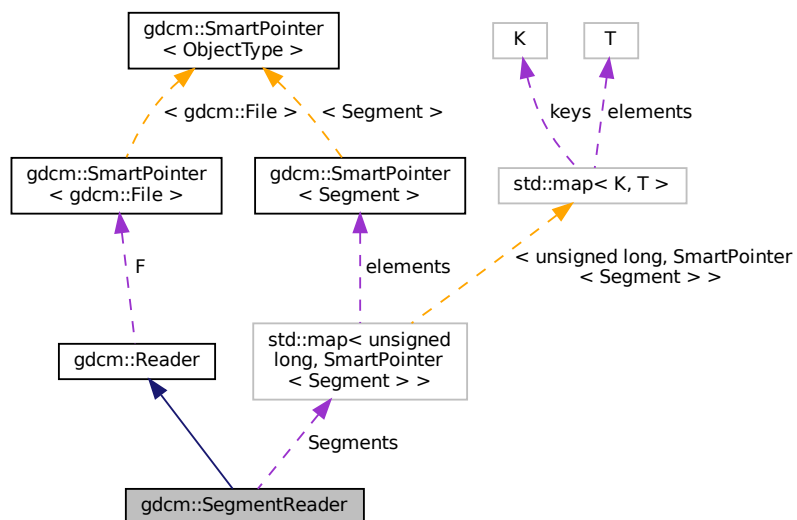 gdcm::SmartPointer
< ObjectType >
K
T
< gdcm::File >
< Segment >
keys
elements
gdcm::SmartPointer
< gdcm::File >
gdcm::SmartPointer
< Segment >
std::map< K, T >
F
elements
< unsigned long, SmartPointer
< Segment > >
gdcm::Reader
std::map< unsigned
long, SmartPointer
< Segment > >
Segments
gdcm::SegmentReader